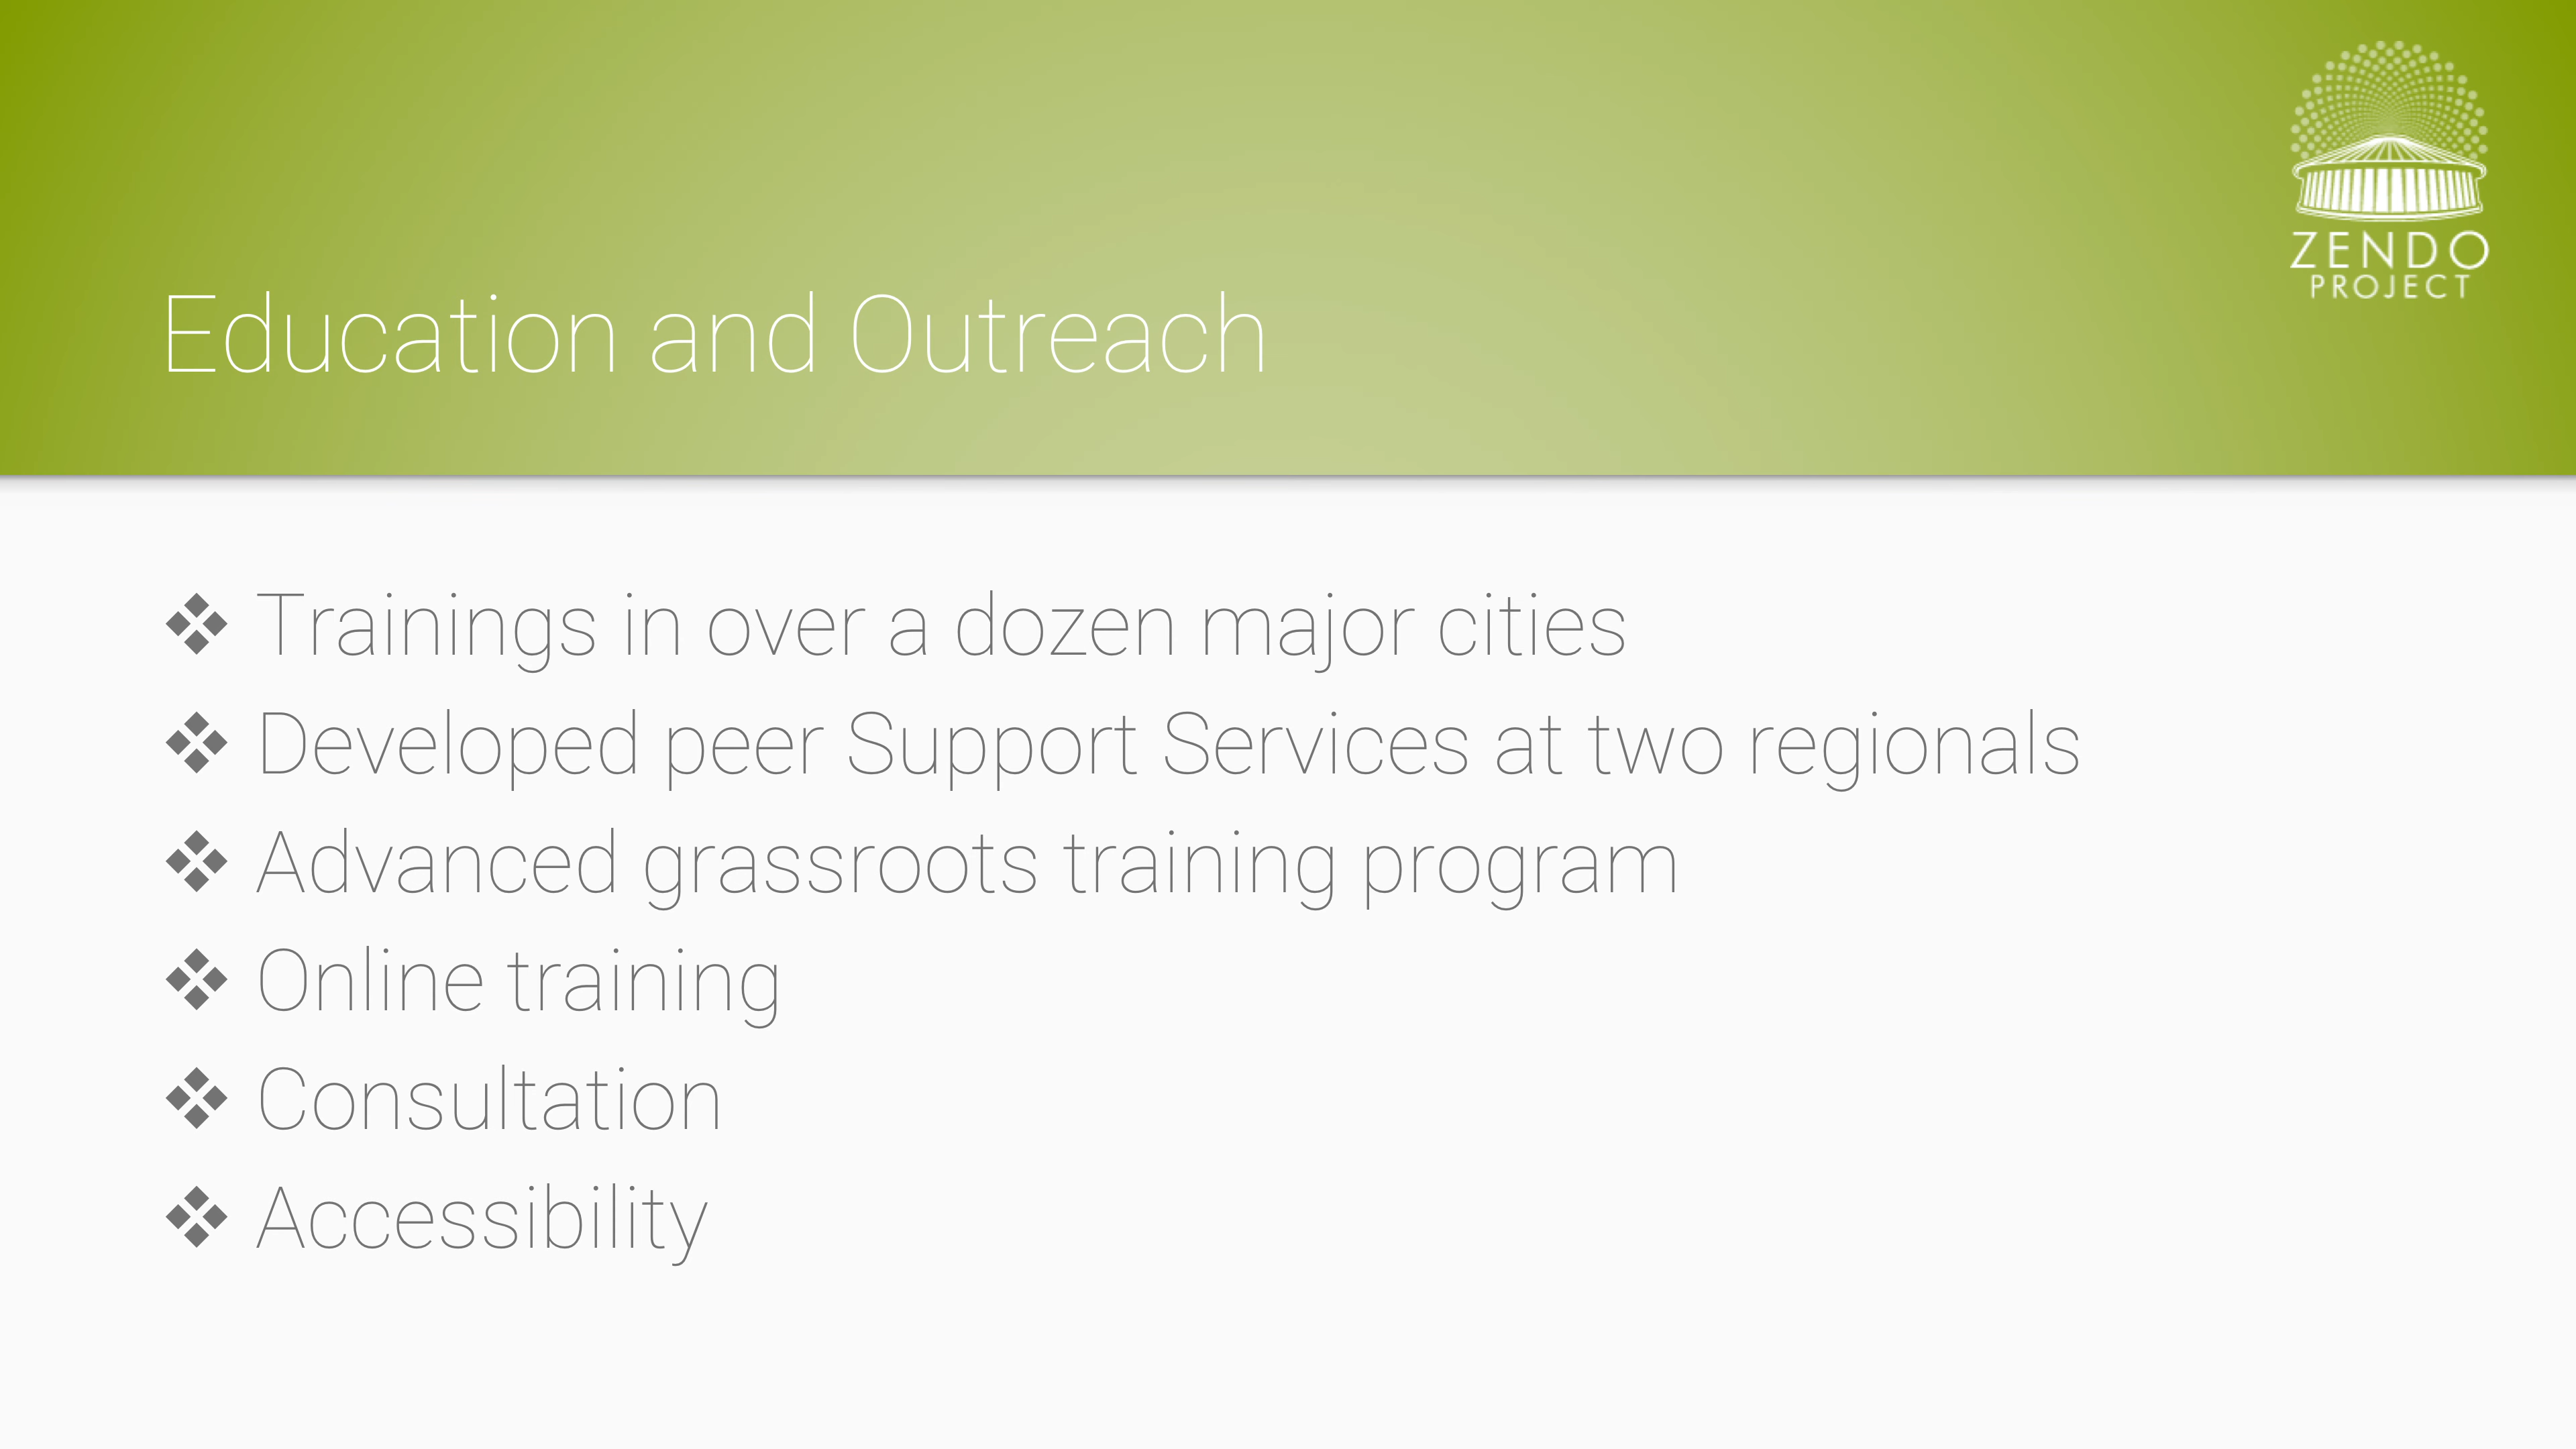 ZENDO
PROJECT
Education and Outreach
❖ Trainings in over a dozen major cities
❖ Developed peer Support Services at two regionals
❖ Advanced grassroots training program
❖ Online training
❖ Consultation
❖ Accessibility